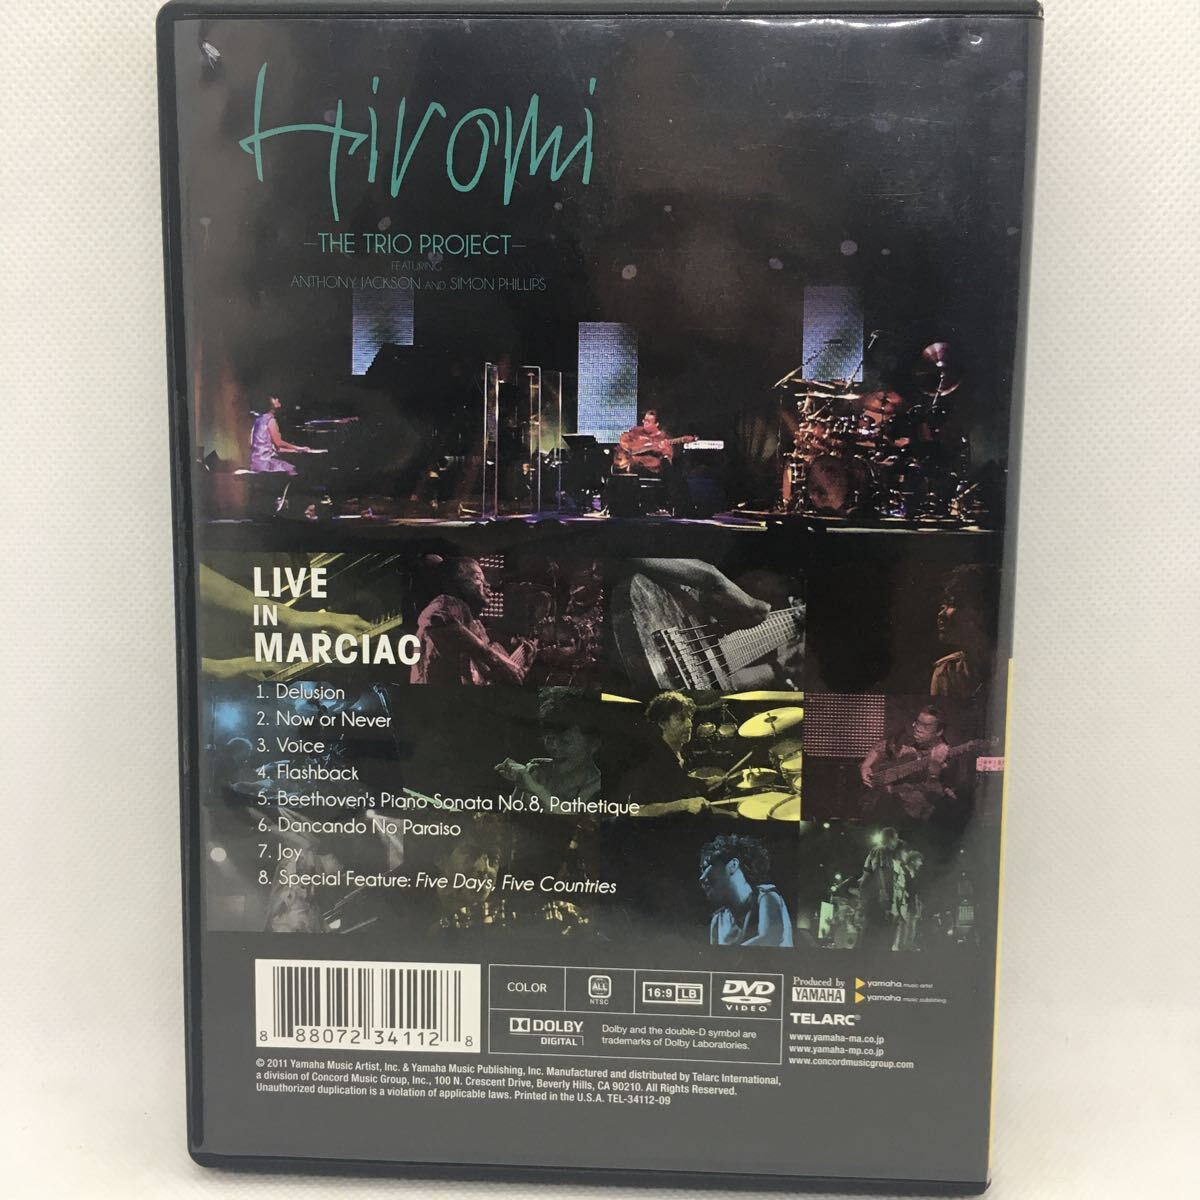 Hiromi
THE TRIO PROJECT
FEATURING
ANTHONY JACKSON AND SIMON PHILLIPS
LIVE
IN
MARCIAC
1. Delusion
2. Now or Never
3. Voice
4. Flashback
5. Beethoven's Piano Sonata No.8, Pathetique
6. Dancando No Paraiso
7. Joy
8. Special Feature: Five Days, Five Countries
8 88072 34112 8
COLOR
ALL
NTSC
16:9 LB
DVD
VIDEO
DOLBY
DIGITAL
Dolby and the double-D symbol are
trademarks of Dolby Laboratories.
Produced by
YAMAHA
yamaha music artist
yamaha music publishing
TELARC®
www.yamaha-ma.co.jp
www.yamaha-mp.co.jp
www.concordmusicgroup.com
© 2011 Yamaha Music Artist, Inc. & Yamaha Music Publishing, Inc. Manufactured and distributed by Telarc International,
a division of Concord Music Group, Inc., 100 N. Crescent Drive, Beverly Hills, CA 90210. All Rights Reserved.
Unauthorized duplication is a violation of applicable laws. Printed in the U.S.A. TEL-34112-09